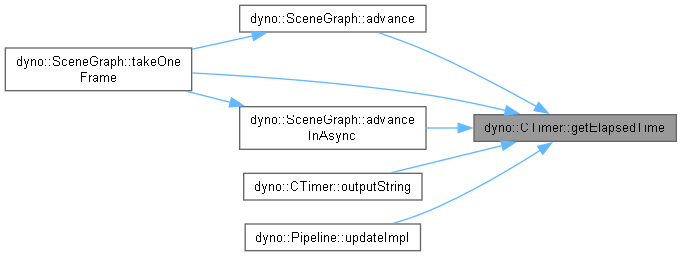 dyno::SceneGraph::advance
dyno::SceneGraph::takeOne
Frame
dyno::SceneGraph::advance
InAsync
dyno::CTimer::getElapsedTime
dyno::CTimer::outputString
dyno::Pipeline::updateImpl